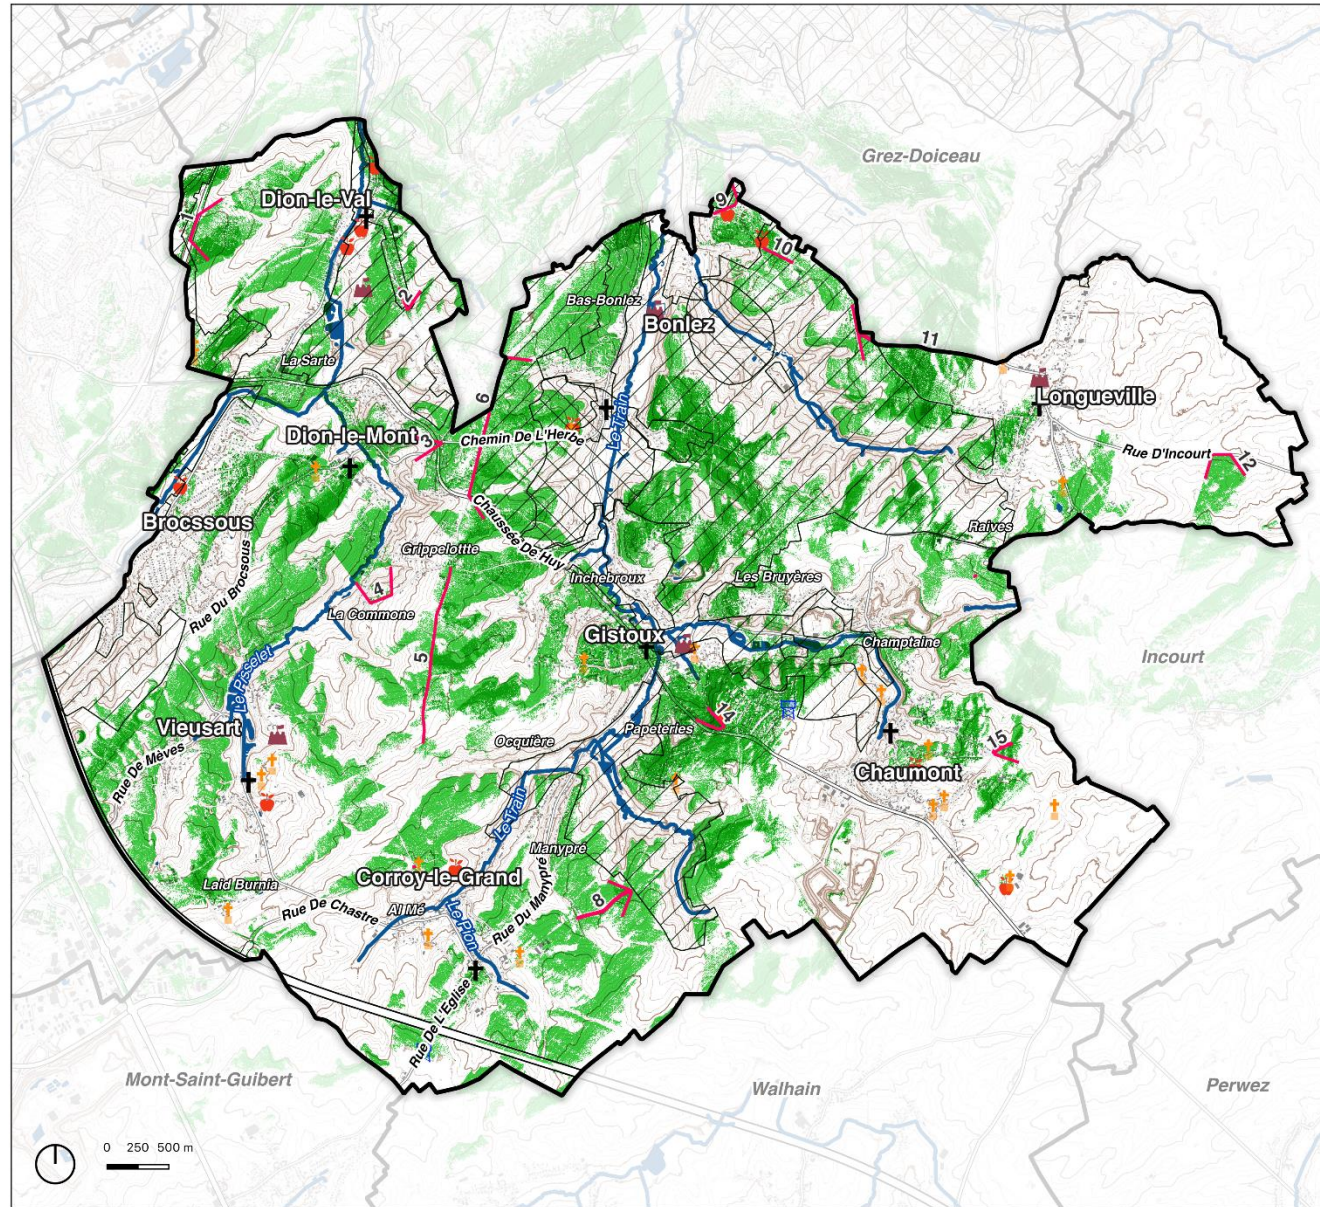 Grez-Doiceau
Dion-le-Val
1
9
10
2
Bas-Bonlez
Bonlez
11
La Sarte
6
Longueville
Le Train
Dion-le-Mont
3
Chemin De L'Herbe
Rue D'Incourt
12
Brocssous
Chaussée De Huy
Raives
Grippelottte
Inchebroux
Les Bruyères
Rue Du Brocsous
4
La Commone
Gistoux
Champtaine
5
Incourt
Le Pisselet
Vieusart
14
Papeteries
Ocquière
15
Rue De Mèves
Chaumont
Le Train
Manypré
Corroy-le-Grand
Laid Burnia
Rue De Chastre
Al Mé
Le Pion
Rue Du Manypré
8
Rue De L'Eglise
Mont-Saint-Guibert
Walhain
Perwez
0 250 500 m